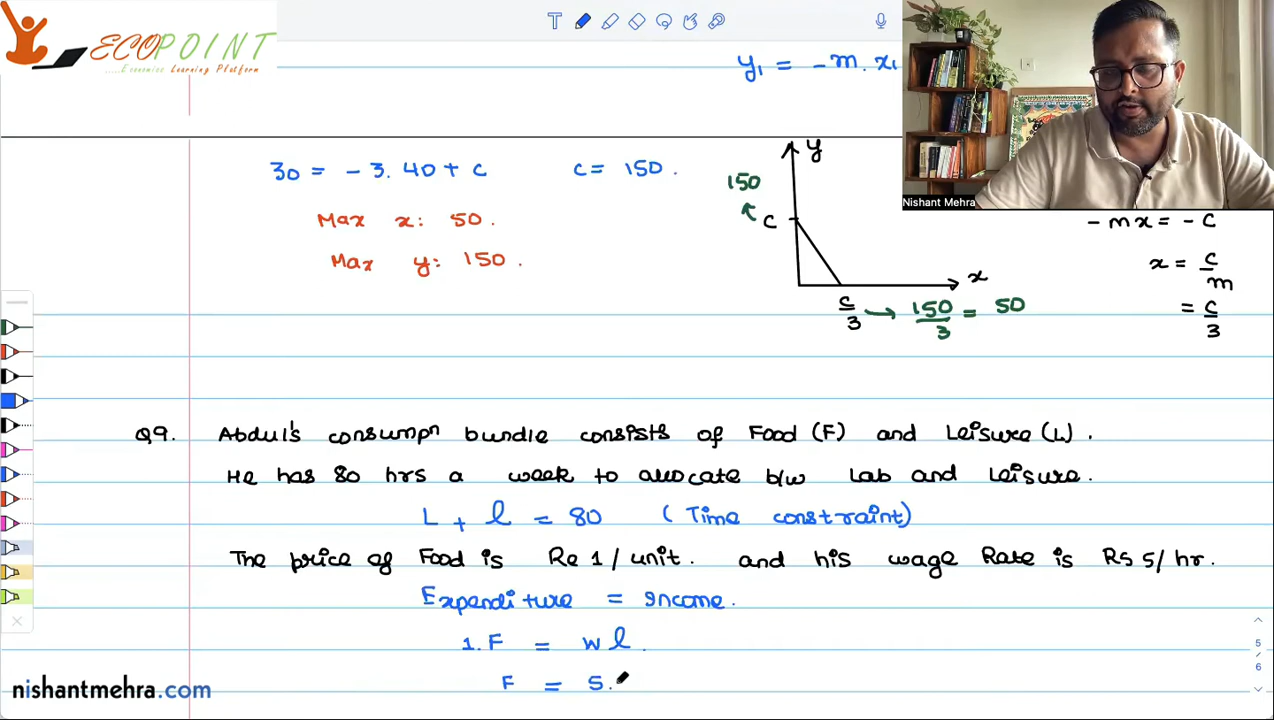 ECOPOINT
.....Economics Learning Platform
y₁ = -m. x₁
30 = - 3. 40 + c    c = 150 .
Max x: 50 .
Max y: 150 .
y
150
c
x
c/3 → 150/3 = 50
Nishant Mehra
- mx = - c
x = c/m
= c/3
Q9. Abdul's consumpn bundle consists of Food (F) and Leisure (L) .
He has 80 hrs a week to allocate b/w Lab and Leisure.
L + l = 80 (Time constraint)
The price of Food is Re 1 / unit. and his wage Rate is Rs 5/ hr.
Expenditure = Income.
1. F = w l .
F = 5.
nishantmehra.com
5
/
6